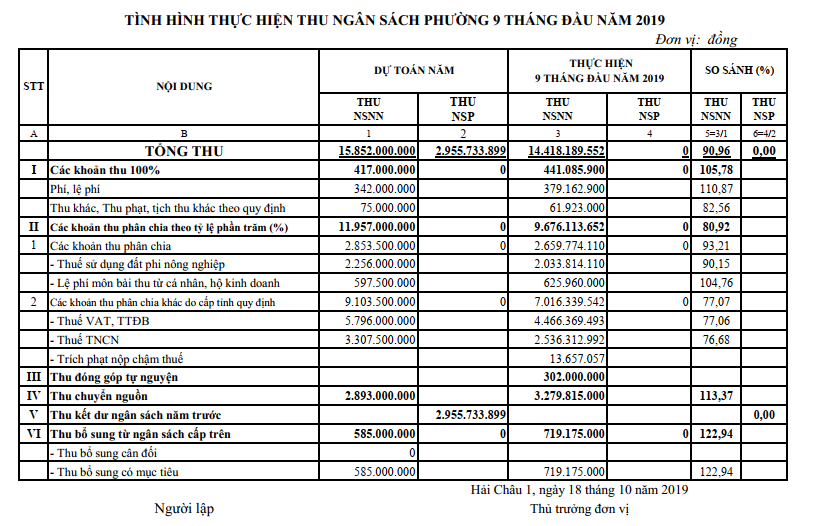 TÌNH HÌNH THỰC HIỆN THU NGÂN SÁCH PHƯỜNG 9 THÁNG ĐẦU NĂM 2019
Đơn vị: đồng
STT NỘI DUNG DỰ TOÁN NĂM THỰC HIỆN 9 THÁNG ĐẦU NĂM 2019 SO SÁNH (%)
THU NSNN THU NSP THU NSNN THU NSP THU NSNN THU NSP
A B 1 2 3 4 5=3/1 6=4/2
TỔNG THU 15.852.000.000 2.955.733.899 14.418.189.552 0 90,96 0,00
I Các khoản thu 100% 417.000.000 0 441.085.900 0 105,78
Phí, lệ phí 342.000.000 379.162.900 110,87
Thu khác, Thu phạt, tịch thu khác theo quy định 75.000.000 61.923.000 82,56
II Các khoản thu phân chia theo tỷ lệ phần trăm (%) 11.957.000.000 0 9.676.113.652 0 80,92
1 Các khoản thu phân chia 2.853.500.000 0 2.659.774.110 0 93,21
- Thuế sử dụng đất phi nông nghiệp 2.256.000.000 2.033.814.110 90,15
- Lệ phí môn bài thu từ cá nhân, hộ kinh doanh 597.500.000 625.960.000 104,76
2 Các khoản thu phân chia khác do cấp tỉnh quy định 9.103.500.000 0 7.016.339.542 0 77,07
- Thuế VAT, TTĐB 5.796.000.000 4.466.369.493 77,06
- Thuế TNCN 3.307.500.000 2.536.312.992 76,68
- Trích phạt nộp chậm thuế 13.657.057
III Thu đóng góp tự nguyện 302.000.000
IV Thu chuyển nguồn 2.893.000.000 3.279.815.000 113,37
V Thu kết dư ngân sách năm trước 2.955.733.899 0,00
VI Thu bổ sung từ ngân sách cấp trên 585.000.000 0 719.175.000 0 122,94
- Thu bổ sung cân đối 0
- Thu bổ sung có mục tiêu 585.000.000 719.175.000 122,94
Hải Châu 1, ngày 18 tháng 10 năm 2019
Người lập Thủ trưởng đơn vị